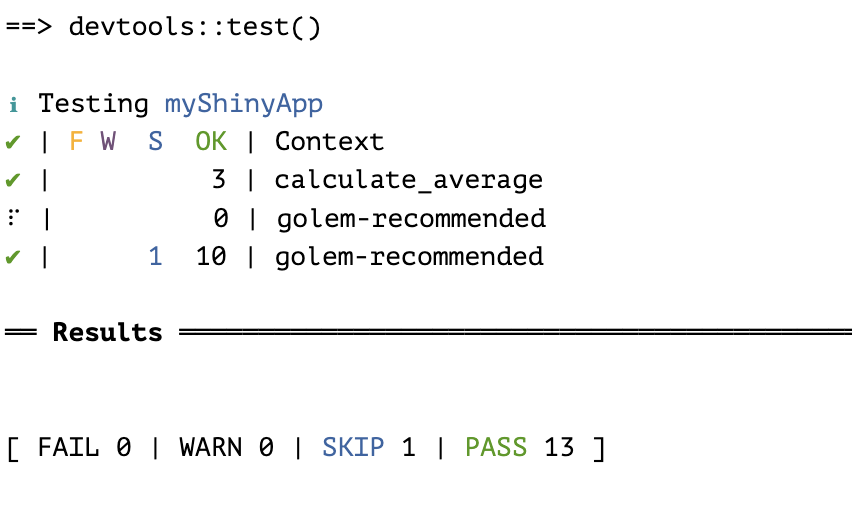 ==> devtools::test()
ℹ Testing myShinyApp
✔ | F W  S  OK | Context
✔ |          3 | calculate_average
⠏ |          0 | golem-recommended
✔ |      1  10 | golem-recommended
══ Results ═══════════════════════════════════════════
[ FAIL 0 | WARN 0 | SKIP 1 | PASS 13 ]